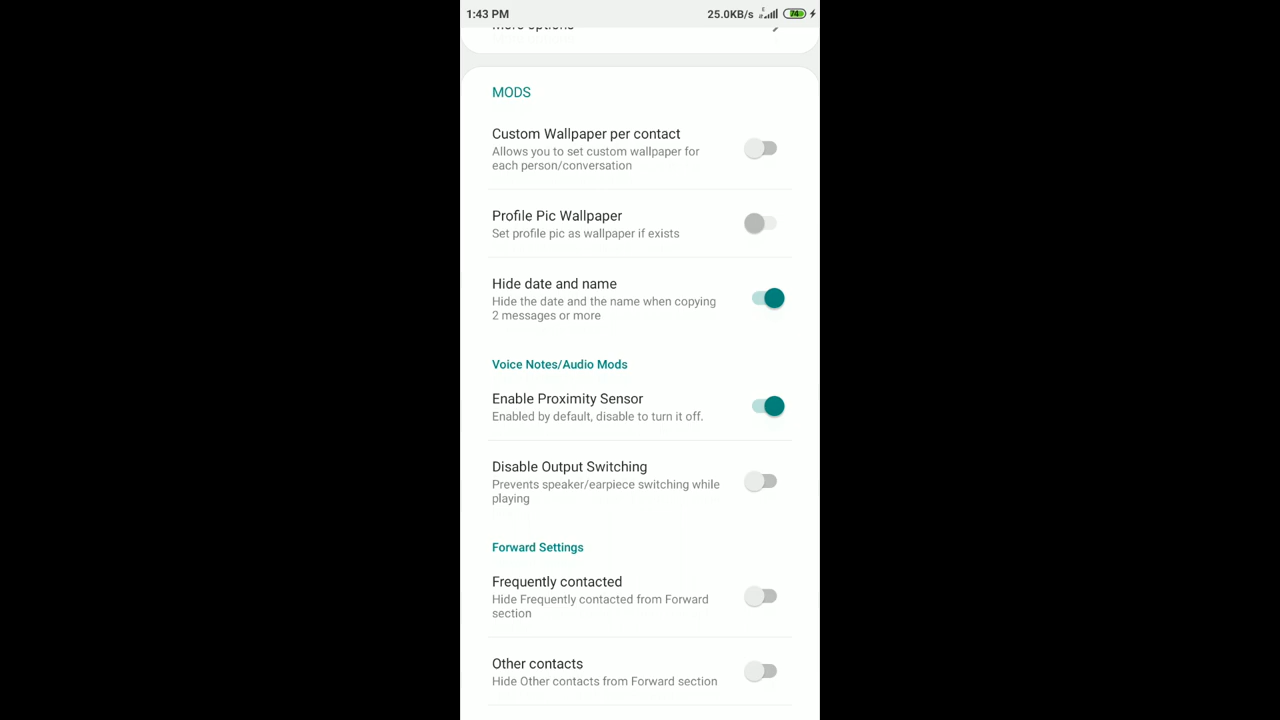 1:43 PM
25.0KB/s
E
74
More options
MODS
Custom Wallpaper per contact
Allows you to set custom wallpaper for
each person/conversation
Profile Pic Wallpaper
Set profile pic as wallpaper if exists
Hide date and name
Hide the date and the name when copying
2 messages or more
Voice Notes/Audio Mods
Enable Proximity Sensor
Enabled by default, disable to turn it off.
Disable Output Switching
Prevents speaker/earpiece switching while
playing
Forward Settings
Frequently contacted
Hide Frequently contacted from Forward
section
Other contacts
Hide Other contacts from Forward section